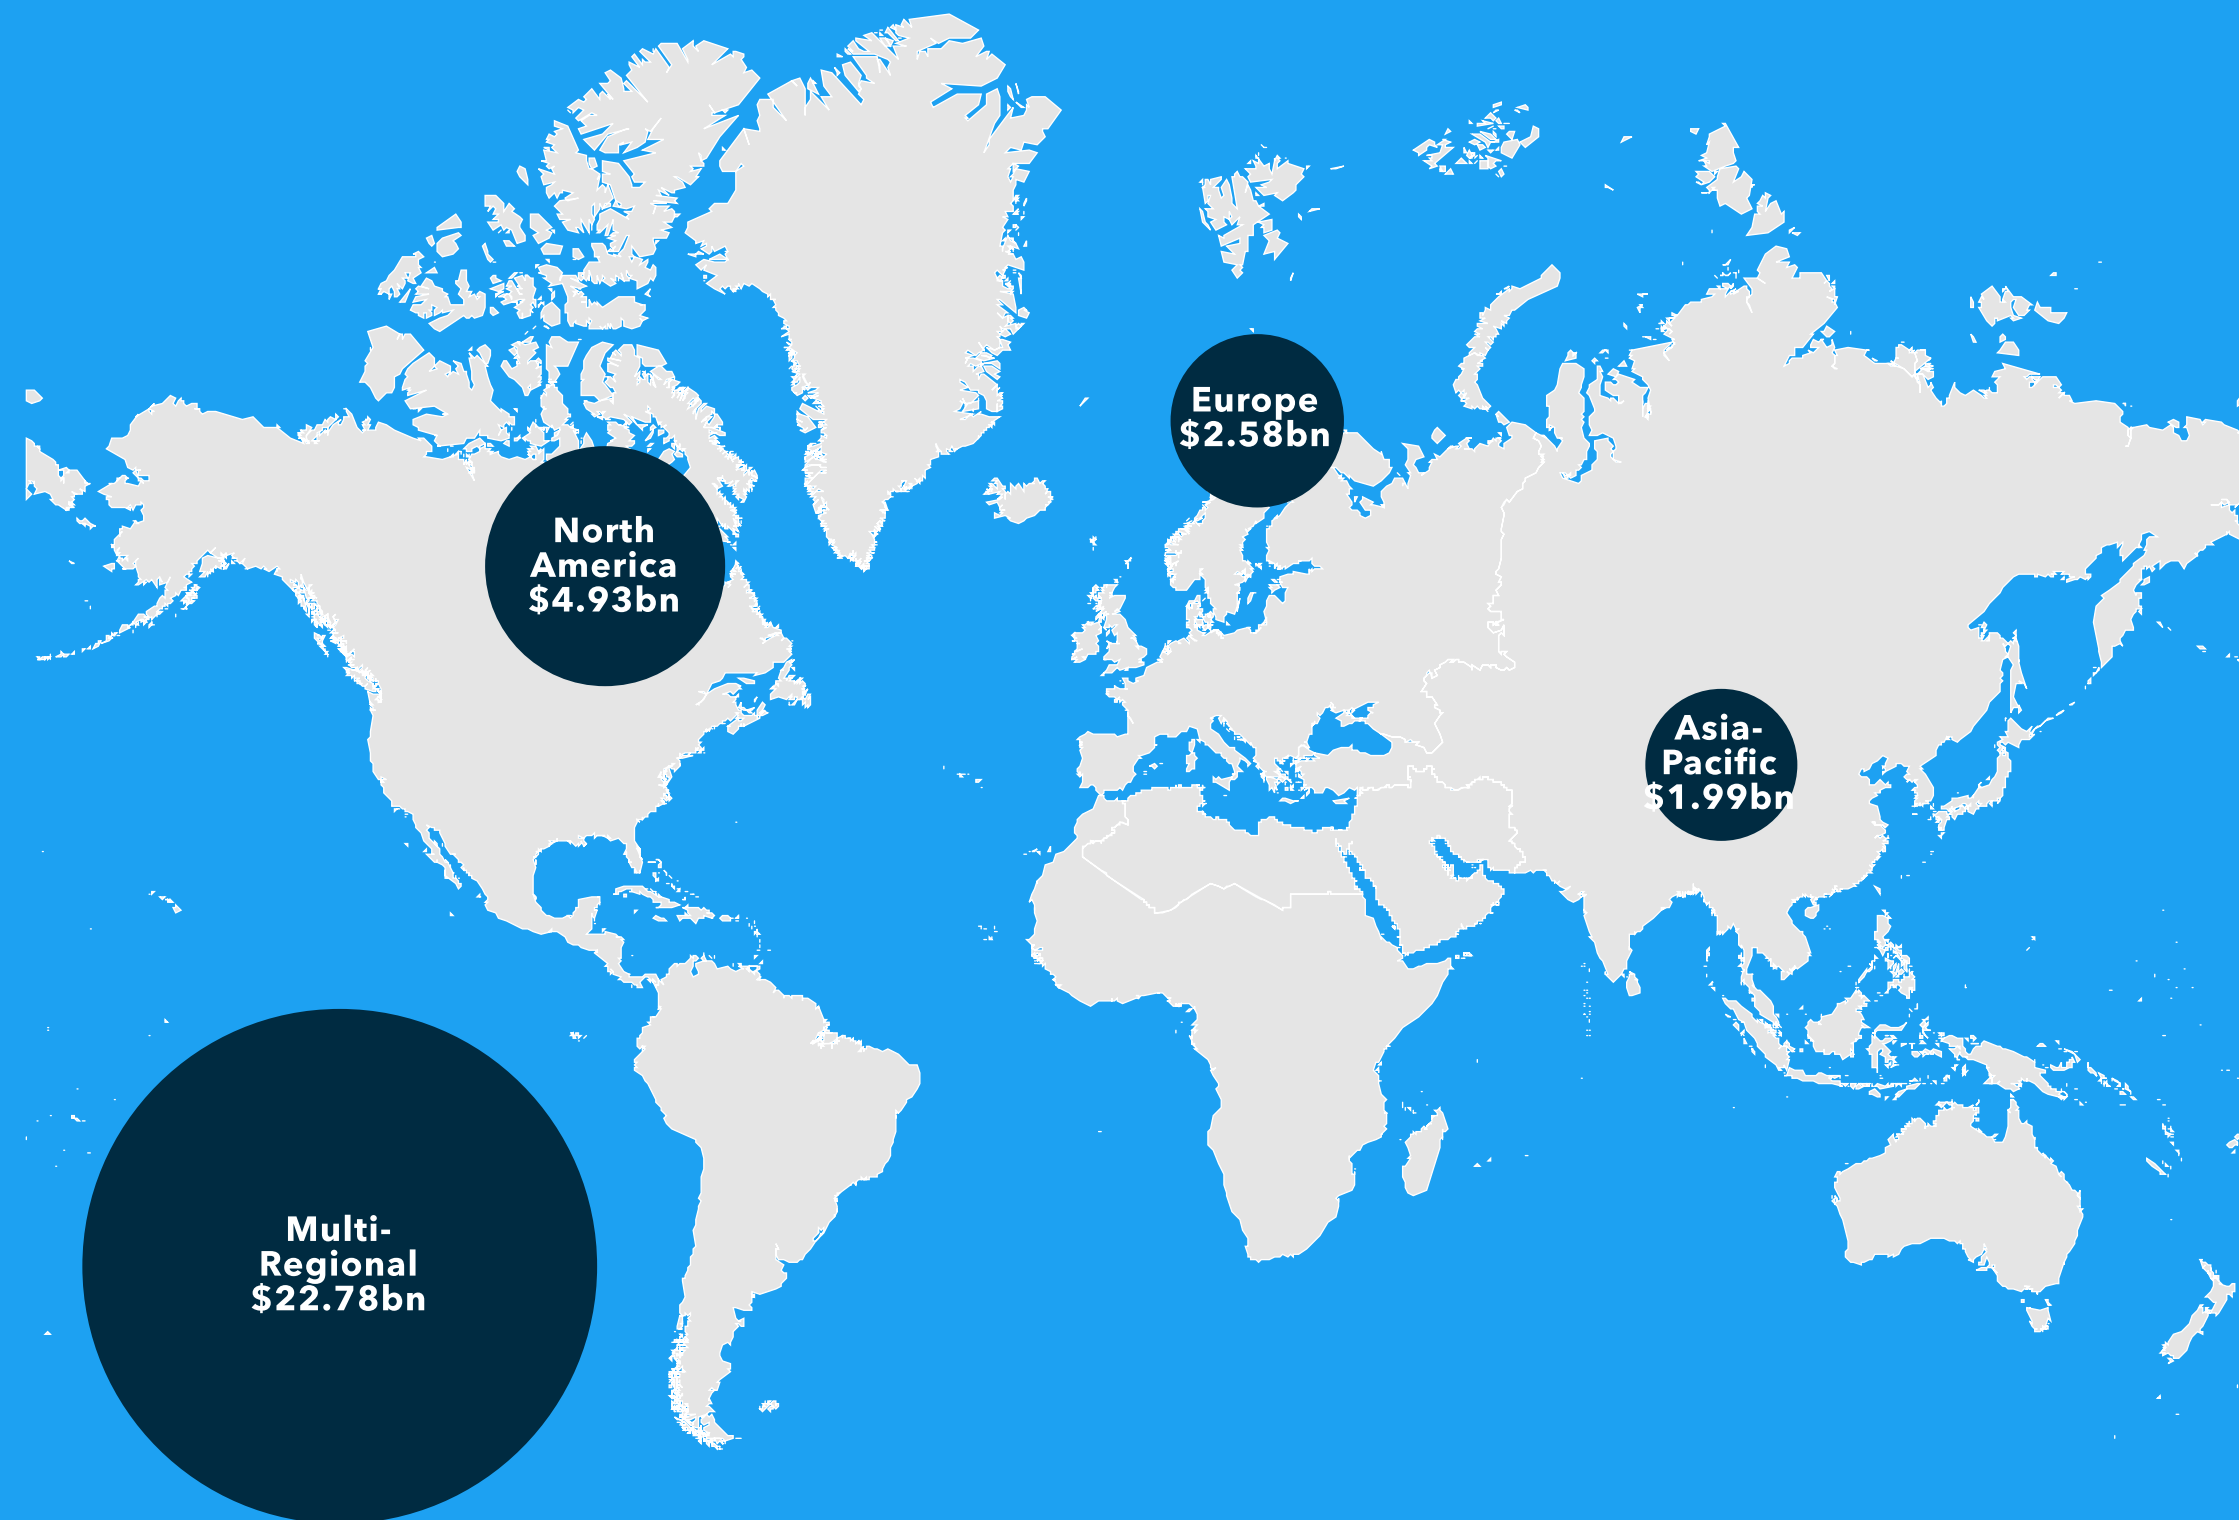 Europe
$2.58bn
North
America
$4.93bn
Asia-
Pacific
$1.99bn
Multi-
Regional
$22.78bn